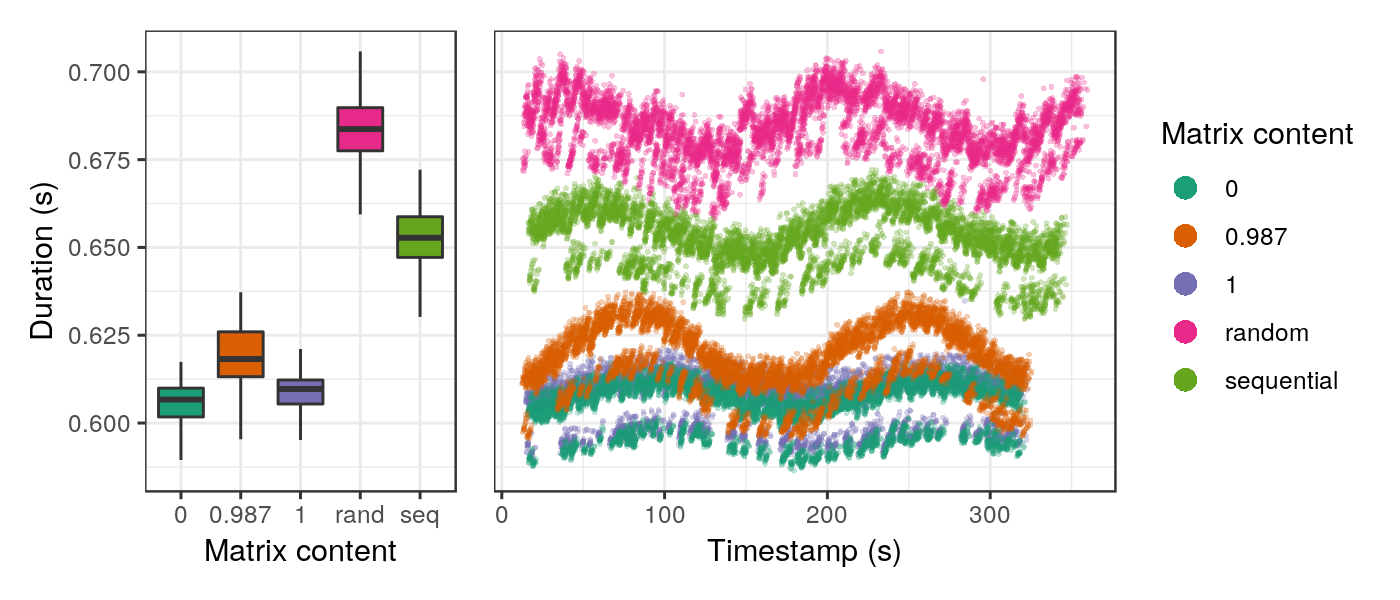 Duration (s)
0.700
0.675
0.650
0.625
0.600
0 0.987 1 rand seq
Matrix content
0 100 200 300
Timestamp (s)
Matrix content
0
0.987
1
random
sequential